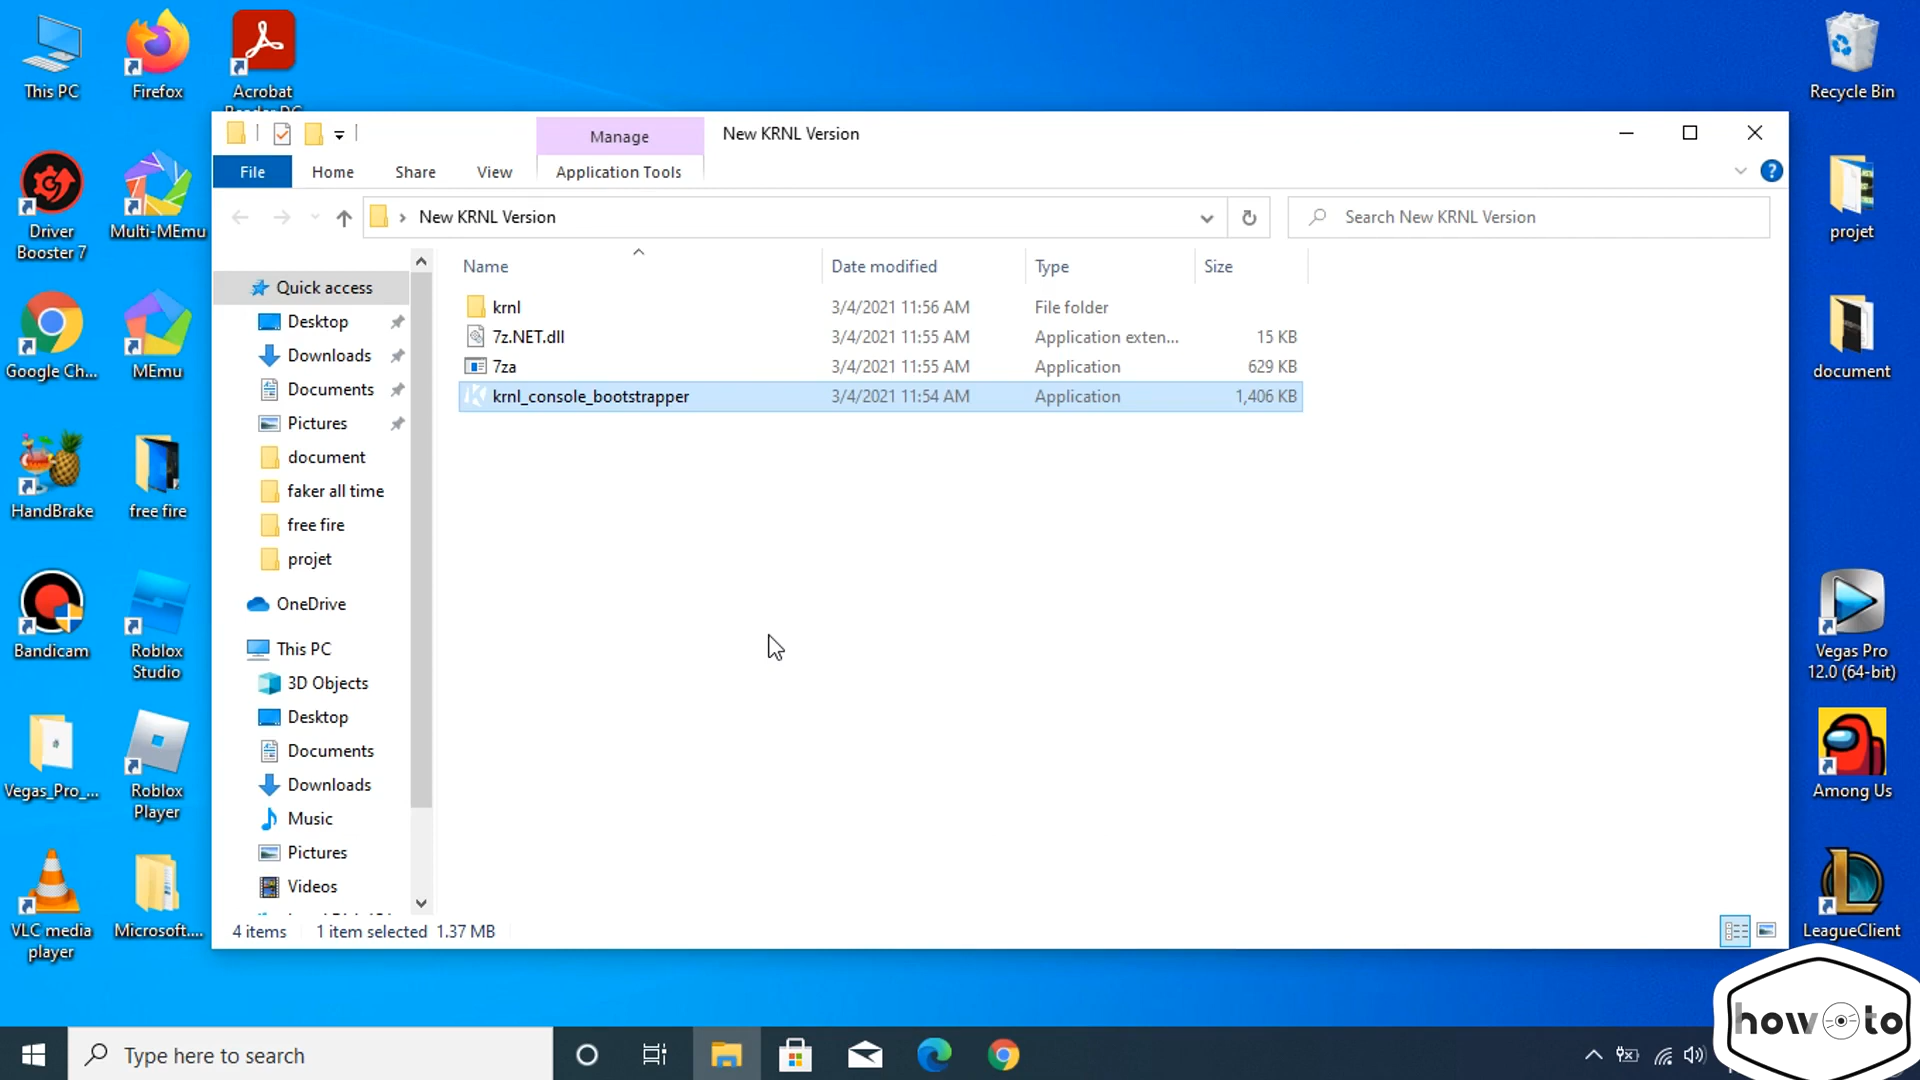 This PC
Firefox
Acrobat
Recycle Bin
Manage
New KRNL Version
File
Home
Share
View
Application Tools
New KRNL Version
Search New KRNL Version
Name
Date modified
Type
Size
krnl
3/4/2021 11:56 AM
File folder
7z.NET.dll
3/4/2021 11:55 AM
Application exten...
15 KB
7za
3/4/2021 11:55 AM
Application
629 KB
krnl_console_bootstrapper
3/4/2021 11:54 AM
Application
1,406 KB
Quick access
Desktop
Downloads
Documents
Pictures
document
faker all time
free fire
projet
OneDrive
This PC
3D Objects
Desktop
Documents
Downloads
Music
Pictures
Videos
4 items
1 item selected 1.37 MB
Driver
Booster 7
Multi-MEmu
Google Ch...
MEmu
HandBrake
free fire
Bandicam
Roblox
Studio
Vegas_Pro_...
Roblox
Player
VLC media
player
Microsoft....
projet
document
Vegas Pro
12.0 (64-bit)
Among Us
LeagueClient
Type here to search
how to